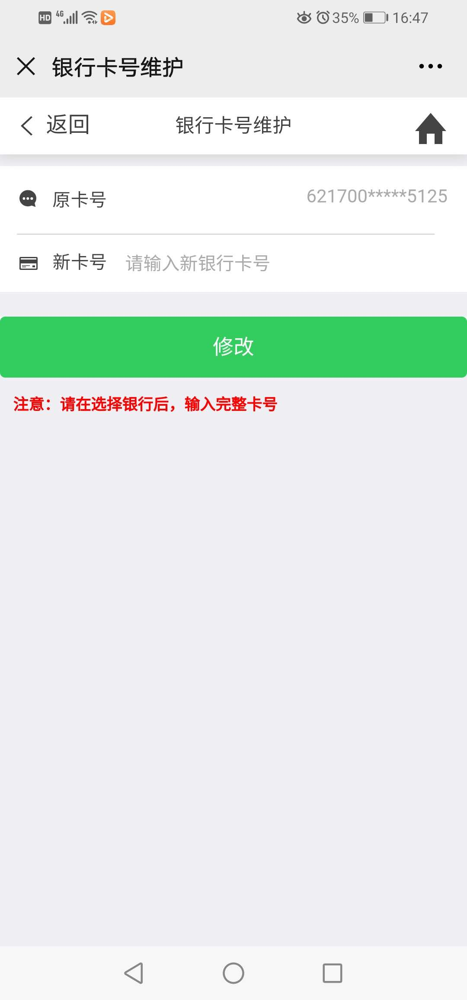 HD 4G 35% 16:47
银行卡号维护
返回 银行卡号维护
原卡号 621700*****5125
新卡号 请输入新银行卡号
修改
注意：请在选择银行后，输入完整卡号